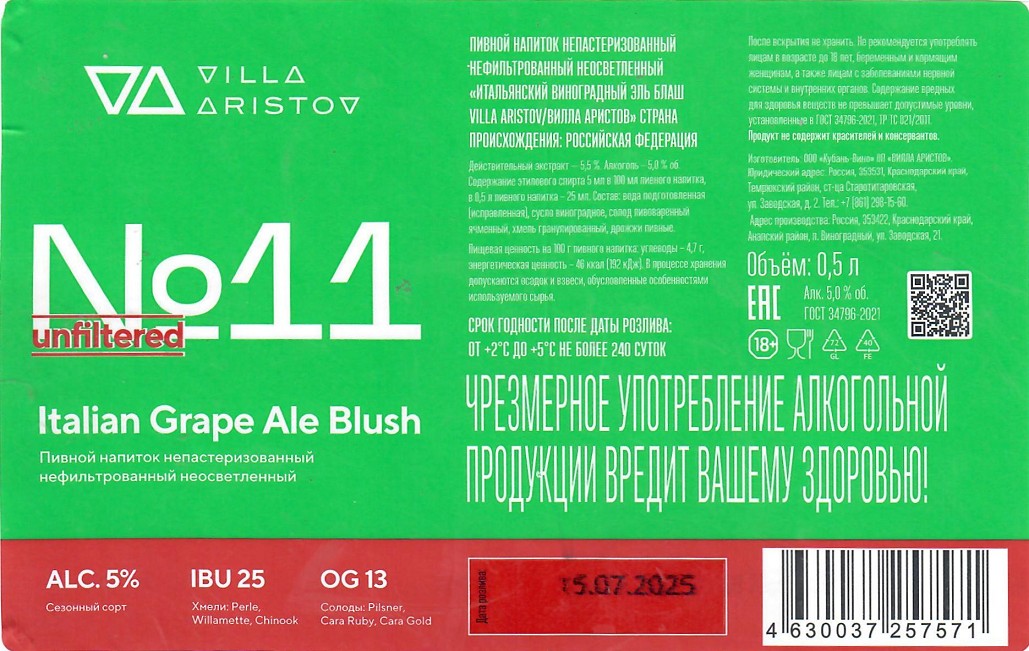 VILLA
ARISTOV
№11
unfiltered
Italian Grape Ale Blush
Пивной напиток непастеризованный
нефильтрованный неосветленный
ALC. 5%
Сезонный сорт
IBU 25
Хмели: Perle,
Willamette, Chinook
OG 13
Солоды: Pilsner,
Cara Ruby, Cara Gold
ПИВНОЙ НАПИТОК НЕПАСТЕРИЗОВАННЫЙ
НЕФИЛЬТРОВАННЫЙ НЕОСВЕТЛЕННЫЙ
«ИТАЛЬЯНСКИЙ ВИНОГРАДНЫЙ ЭЛЬ БЛАШ
VILLA ARISTOV/ВИЛЛА АРИСТОВ» СТРАНА
ПРОИСХОЖДЕНИЯ: РОССИЙСКАЯ ФЕДЕРАЦИЯ
Действительный экстракт – 5,5 %. Алкоголь – 5,0 % об.
Содержание этилового спирта 5 мл в 100 мл пивного напитка,
в 0,5 л пивного напитка – 25 мл. Состав: вода подготовленная
(исправленная), сусло виноградное, солод пивоваренный
ячменный, хмель гранулированный, дрожжи пивные.
Пищевая ценность на 100 г пивного напитка: углеводы – 4,7 г,
энергетическая ценность – 46 ккал (192 кДж). В процессе хранения
допускаются осадок и взвеси, обусловленные особенностями
используемого сырья.
СРОК ГОДНОСТИ ПОСЛЕ ДАТЫ РОЗЛИВА:
ОТ +2°С ДО +5°С НЕ БОЛЕЕ 240 СУТОК
После вскрытия не хранить. Не рекомендуется употреблять
лицам в возрасте до 18 лет, беременным и кормящим
женщинам, а также лицам с заболеваниями нервной
системы и внутренних органов. Содержание вредных
для здоровья веществ не превышает допустимые уровни,
установленные в ГОСТ 34796-2021, ТР ТС 021/2011.
Продукт не содержит красителей и консервантов.
Изготовитель: ООО «Кубань-Вино» ОП «ВИЛЛА АРИСТОВ».
Юридический адрес: Россия, 353531, Краснодарский край,
Темрюкский район, ст-ца Старотитаровская,
ул. Заводская, д. 2. Тел.: +7 (861) 298-15-60.
Адрес производства: Россия, 353422, Краснодарский край,
Анапский район, п. Виноградный, ул. Заводская, 21.
Объём: 0,5 л
EAC
Алк. 5,0 % об.
ГОСТ 34796-2021
18+
72
GL
40
FE
ЧРЕЗМЕРНОЕ УПОТРЕБЛЕНИЕ АЛКОГОЛЬНОЙ
ПРОДУКЦИИ ВРЕДИТ ВАШЕМУ ЗДОРОВЬЮ!
Дата розлива:
15.07.2025
4 630037 257571